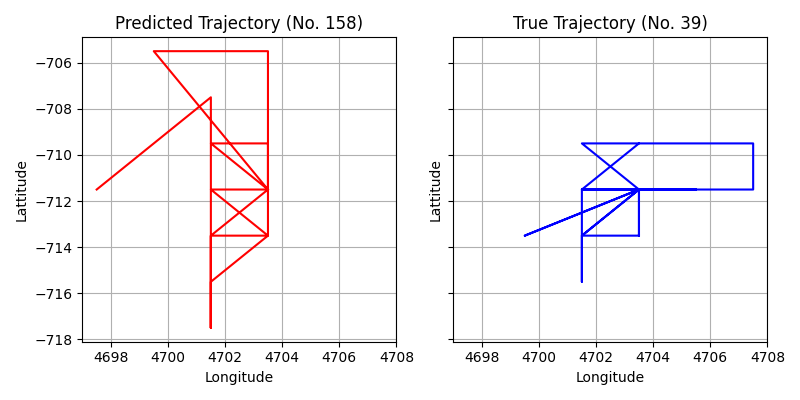 Predicted Trajectory (No. 158)
True Trajectory (No. 39)
−706
−708
−710
−712
−714
−716
−718
Lattitude
Lattitude
4698 4700 4702 4704 4706 4708
4698 4700 4702 4704 4706 4708
Longitude
Longitude